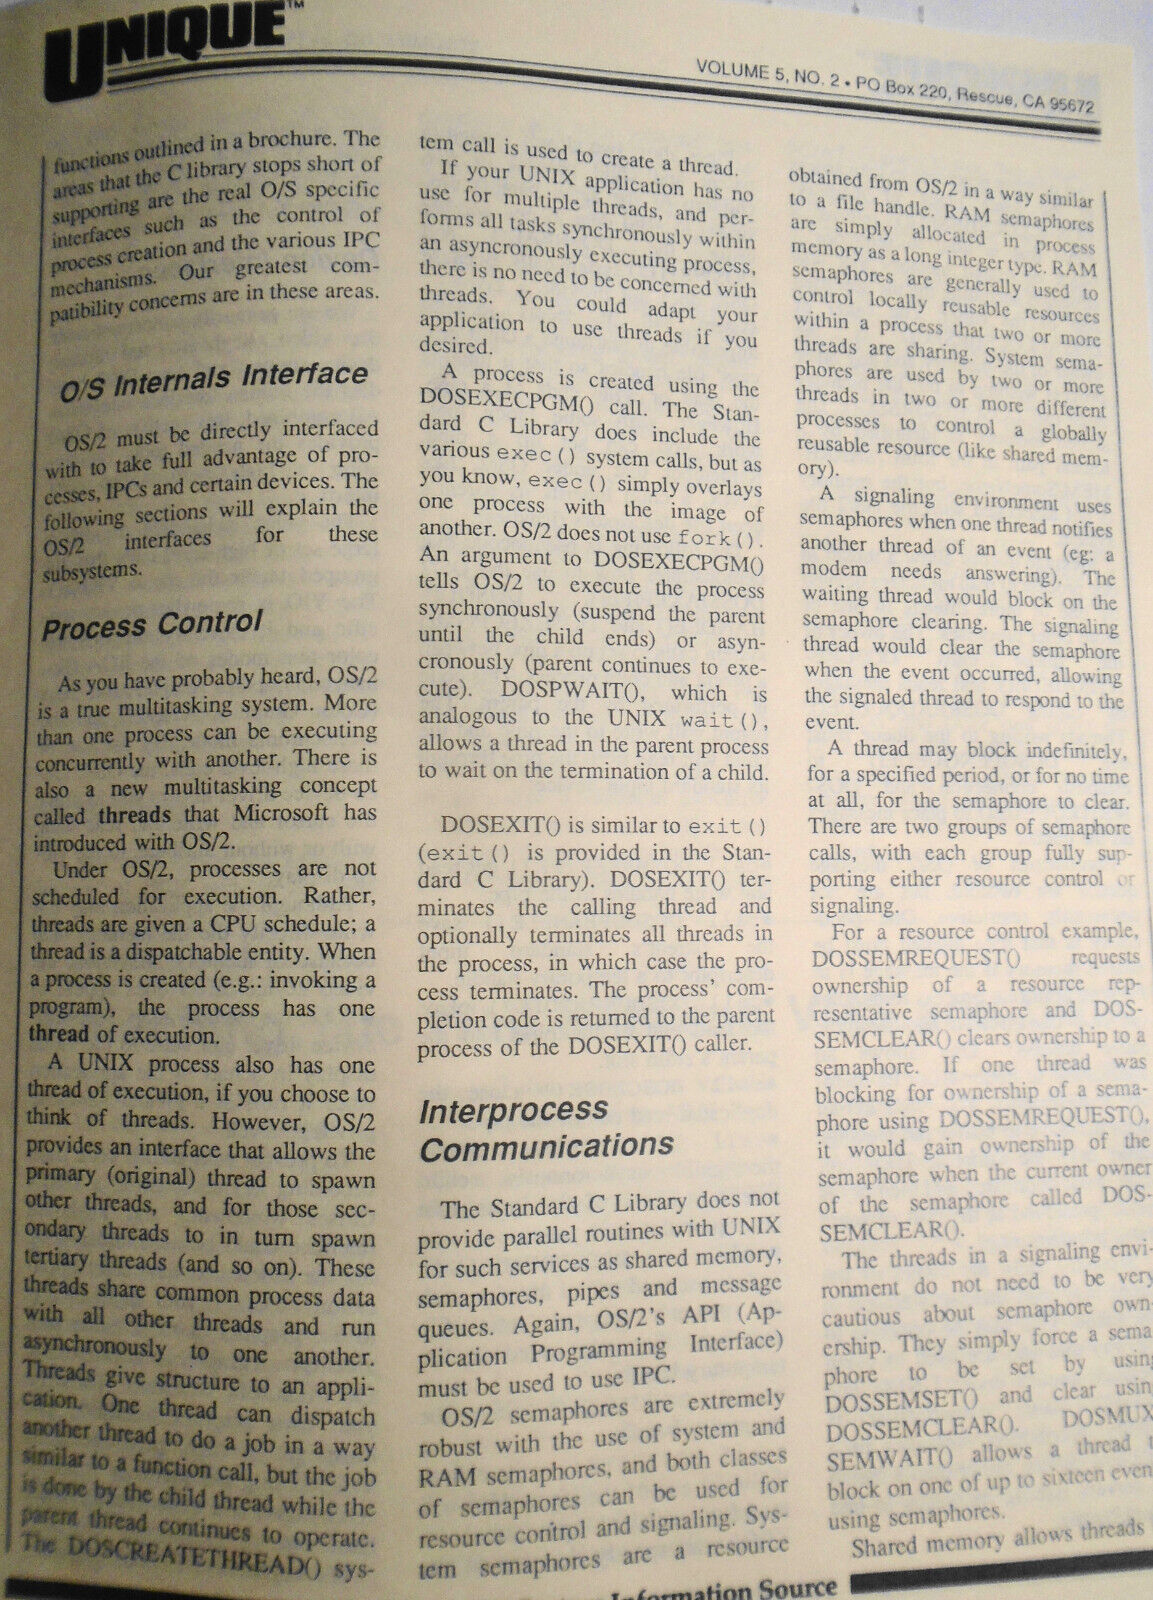 UNIQUE™
VOLUME 5, NO. 2 • PO Box 220, Rescue, CA 95672
functions outlined in a brochure. The
areas that the C library stops short of
supporting are the real O/S specific
interfaces such as the control of
process creation and the various IPC
mechanisms. Our greatest com-
patibility concerns are in these areas.
O/S Internals Interface
OS/2 must be directly interfaced
with to take full advantage of pro-
cesses, IPCs and certain devices. The
following sections will explain the
OS/2 interfaces for these
subsystems.
Process Control
As you have probably heard, OS/2
is a true multitasking system. More
than one process can be executing
concurrently with another. There is
also a new multitasking concept
called threads that Microsoft has
introduced with OS/2.
Under OS/2, processes are not
scheduled for execution. Rather,
threads are given a CPU schedule; a
thread is a dispatchable entity. When
a process is created (e.g.: invoking a
program), the process has one
thread of execution.
A UNIX process also has one
thread of execution, if you choose to
think of threads. However, OS/2
provides an interface that allows the
primary (original) thread to spawn
other threads, and for those sec-
ondary threads to in turn spawn
tertiary threads (and so on). These
threads share common process data
with all other threads and run
asynchronously to one another.
Threads give structure to an appli-
cation. One thread can dispatch
another thread to do a job in a way
similar to a function call, but the job
is done by the child thread while the
parent thread continues to operate.
The DOSCREATETHREAD() sys-
tem call is used to create a thread.
If your UNIX application has no
use for multiple threads, and per-
forms all tasks synchronously within
an asyncronously executing process,
there is no need to be concerned with
threads. You could adapt your
application to use threads if you
desired.
A process is created using the
DOSEXECPGM() call. The Stan-
dard C Library does include the
various exec() system calls, but as
you know, exec() simply overlays
one process with the image of
another. OS/2 does not use fork().
An argument to DOSEXECPGM()
tells OS/2 to execute the process
synchronously (suspend the parent
until the child ends) or asyn-
cronously (parent continues to exe-
cute). DOSPWAIT(), which is
analogous to the UNIX wait(),
allows a thread in the parent process
to wait on the termination of a child.
DOSEXIT() is similar to exit()
(exit() is provided in the Stan-
dard C Library). DOSEXIT() ter-
minates the calling thread and
optionally terminates all threads in
the process, in which case the pro-
cess terminates. The process' com-
pletion code is returned to the parent
process of the DOSEXIT() caller.
Interprocess
Communications
The Standard C Library does not
provide parallel routines with UNIX
for such services as shared memory,
semaphores, pipes and message
queues. Again, OS/2's API (Ap-
plication Programming Interface)
must be used to use IPC.
OS/2 semaphores are extremely
robust with the use of system and
RAM semaphores, and both classes
of semaphores can be used for
resource control and signaling. Sys-
tem semaphores are a resource
obtained from OS/2 in a way similar
to a file handle. RAM semaphores
are simply allocated in process
memory as a long integer type. RAM
semaphores are generally used to
control locally reusable resources
within a process that two or more
threads are sharing. System sema-
phores are used by two or more
threads in two or more different
processes to control a globally
reusable resource (like shared mem-
ory).
A signaling environment uses
semaphores when one thread notifies
another thread of an event (eg: a
modem needs answering). The
waiting thread would block on the
semaphore clearing. The signaling
thread would clear the semaphore
when the event occurred, allowing
the signaled thread to respond to the
event.
A thread may block indefinitely,
for a specified period, or for no time
at all, for the semaphore to clear.
There are two groups of semaphore
calls, with each group fully sup-
porting either resource control or
signaling.
For a resource control example,
DOSSEMREQUEST() requests
ownership of a resource rep-
resentative semaphore and DOS-
SEMCLEAR() clears ownership to a
semaphore. If one thread was
blocking for ownership of a sema-
phore using DOSSEMREQUEST(),
it would gain ownership of the
semaphore when the current owner
of the semaphore called DOS-
SEMCLEAR().
The threads in a signaling envi-
ronment do not need to be very
cautious about semaphore own-
ership. They simply force a sema
phore to be set by using
DOSSEMSET() and clear usin
DOSSEMCLEAR(). DOSMUX
SEMWAIT() allows a thread t
block on one of up to sixteen even
using semaphores.
Shared memory allows threads
Information Source